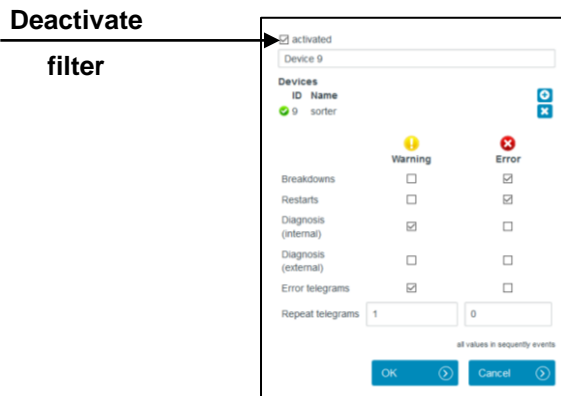 Deactivate
filter
activated
Device 9
Devices
ID Name
9 sorter
Warning Error
Breakdowns
Restarts
Diagnosis
(internal)
Diagnosis
(external)
Error telegrams
Repeat telegrams 1 0
all values in sequently events
OK Cancel